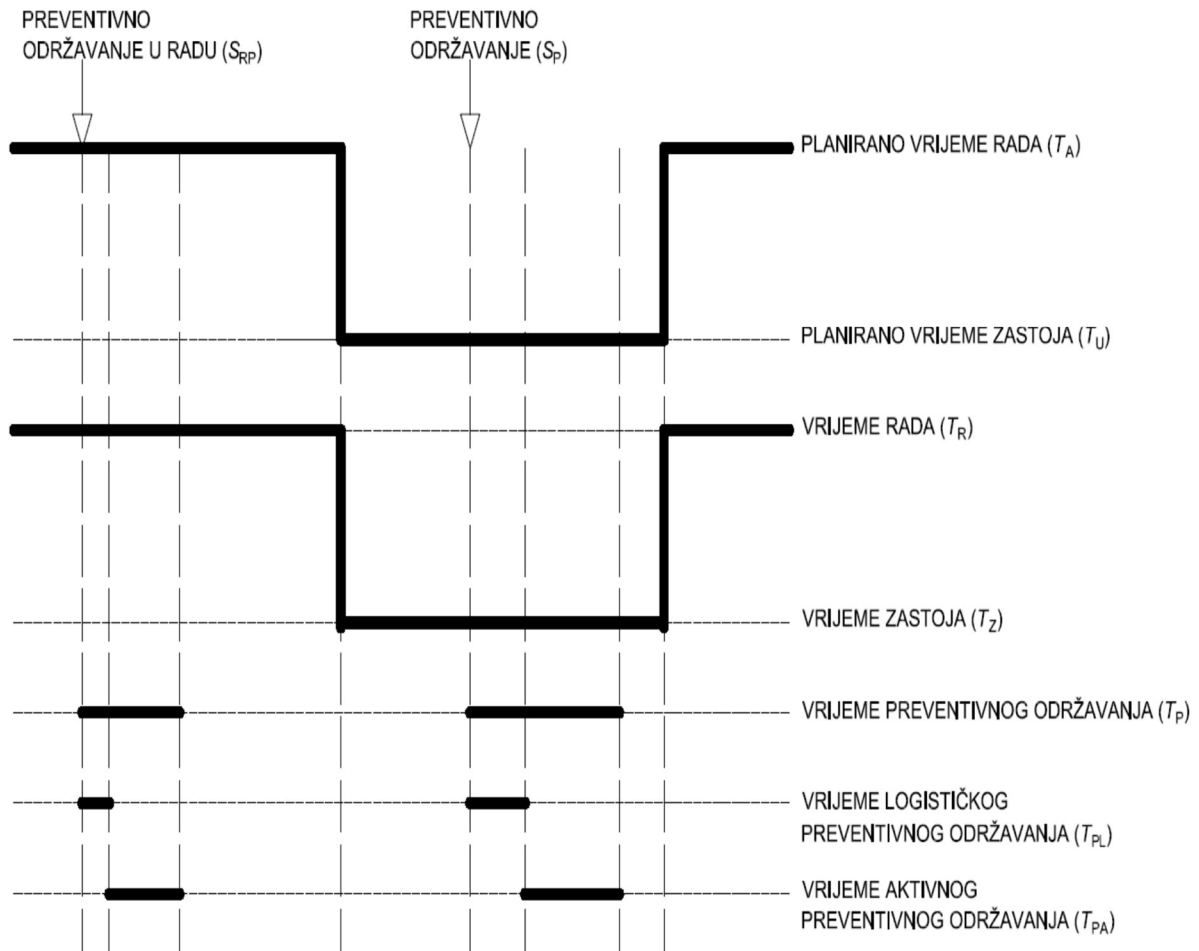 PREVENTIVNO
ODRŽAVANJE U RADU (SRP)
PREVENTIVNO
ODRŽAVANJE (SP)
PLANIRANO VRIJEME RADA (TA)
PLANIRANO VRIJEME ZASTOJA (TU)
VRIJEME RADA (TR)
VRIJEME ZASTOJA (TZ)
VRIJEME PREVENTIVNOG ODRŽAVANJA (TP)
VRIJEME LOGISTIČKOG
PREVENTIVNOG ODRŽAVANJA (TPL)
VRIJEME AKTIVNOG
PREVENTIVNOG ODRŽAVANJA (TPA)